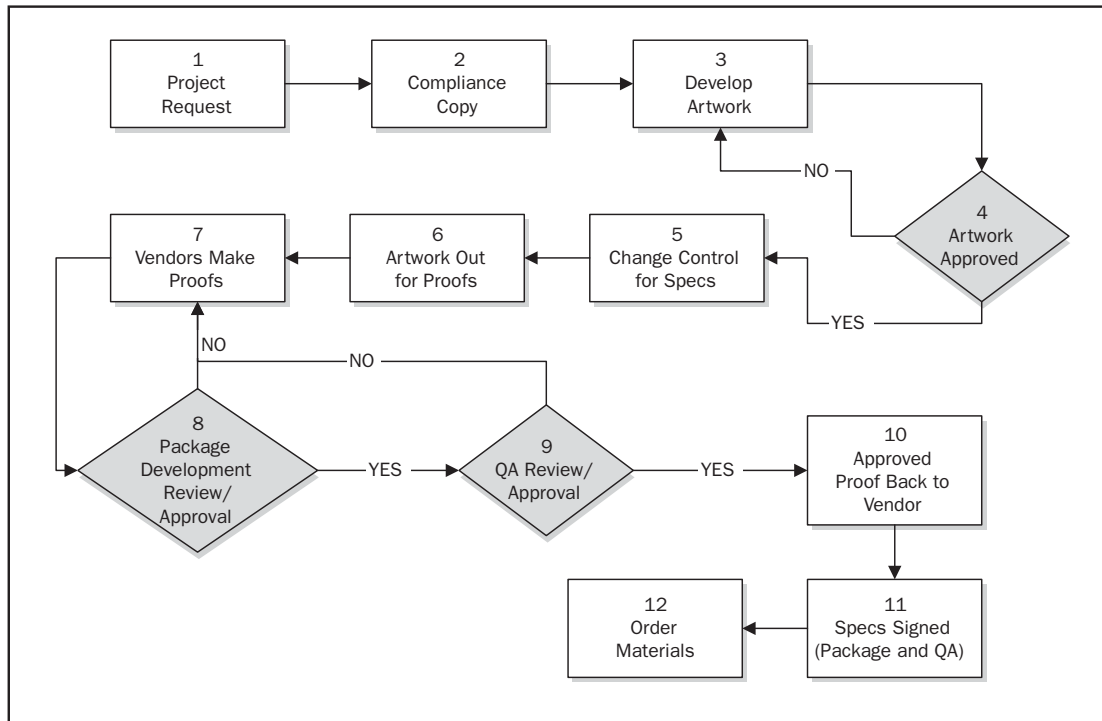 1
Project
Request
2
Compliance
Copy
3
Develop
Artwork
NO
4
Artwork
Approved
7
Vendors Make
Proofs
6
Artwork Out
for Proofs
5
Change Control
for Specs
YES
NO
NO
8
Package
Development
Review/
Approval
YES
9
QA Review/
Approval
YES
10
Approved
Proof Back to
Vendor
12
Order
Materials
11
Specs Signed
(Package and QA)